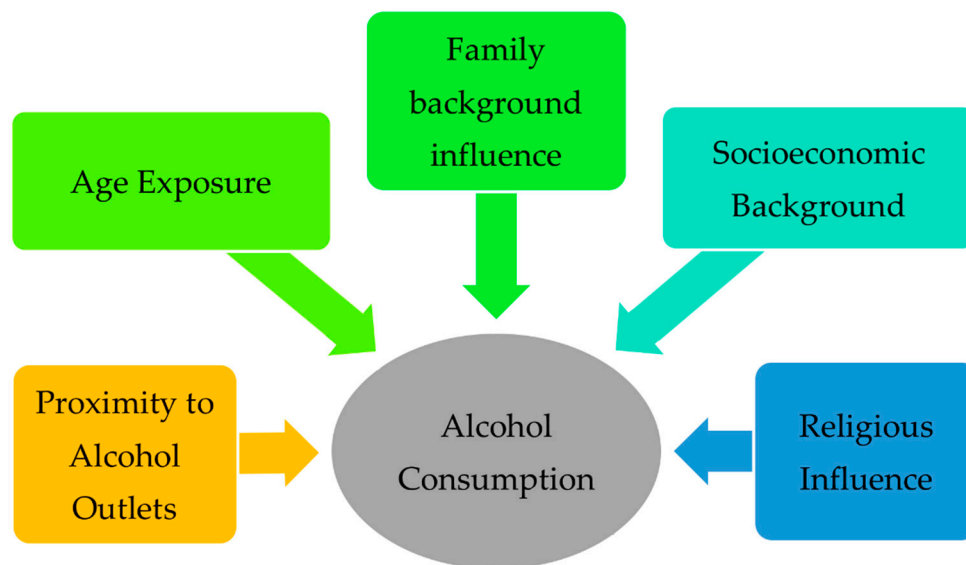 Family
background
influence
Age Exposure
Socioeconomic
Background
Proximity to
Alcohol
Outlets
Alcohol
Consumption
Religious
Influence